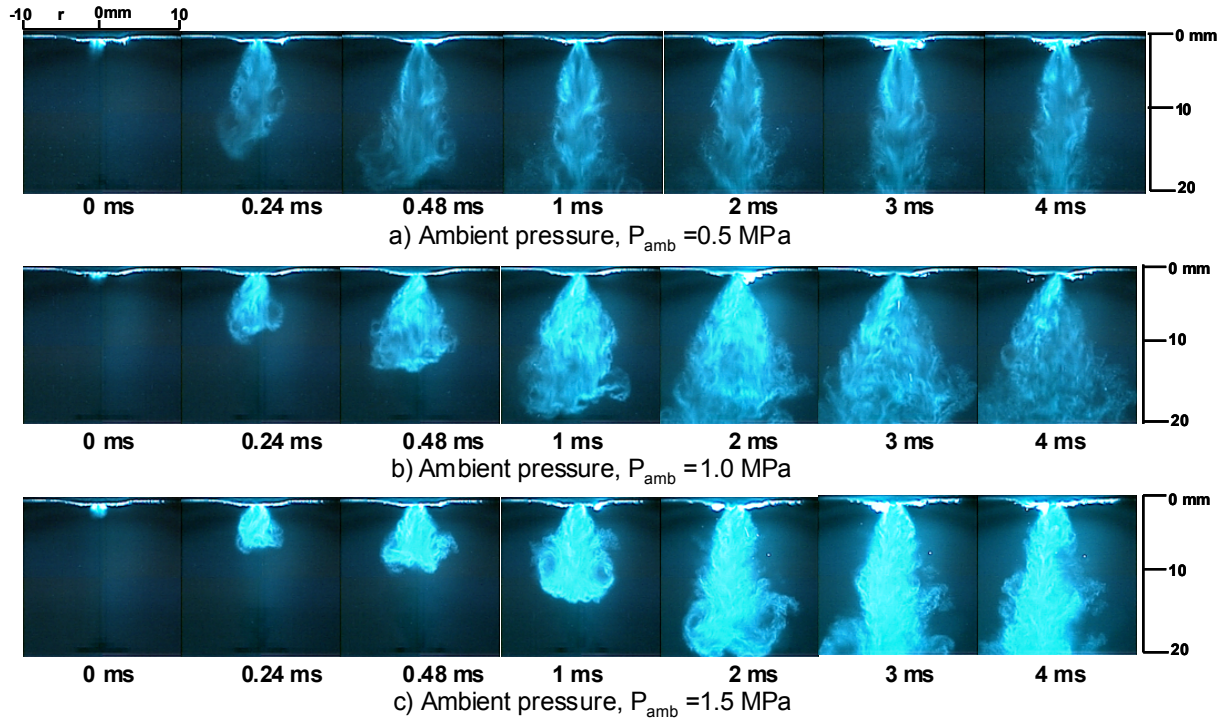 -10 r 0mm 10
0 mm
10
20
0 ms 0.24 ms 0.48 ms 1 ms 2 ms 3 ms 4 ms
a) Ambient pressure, Pamb =0.5 MPa
0 mm
10
20
0 ms 0.24 ms 0.48 ms 1 ms 2 ms 3 ms 4 ms
b) Ambient pressure, Pamb =1.0 MPa
0 mm
10
20
0 ms 0.24 ms 0.48 ms 1 ms 2 ms 3 ms 4 ms
c) Ambient pressure, Pamb =1.5 MPa